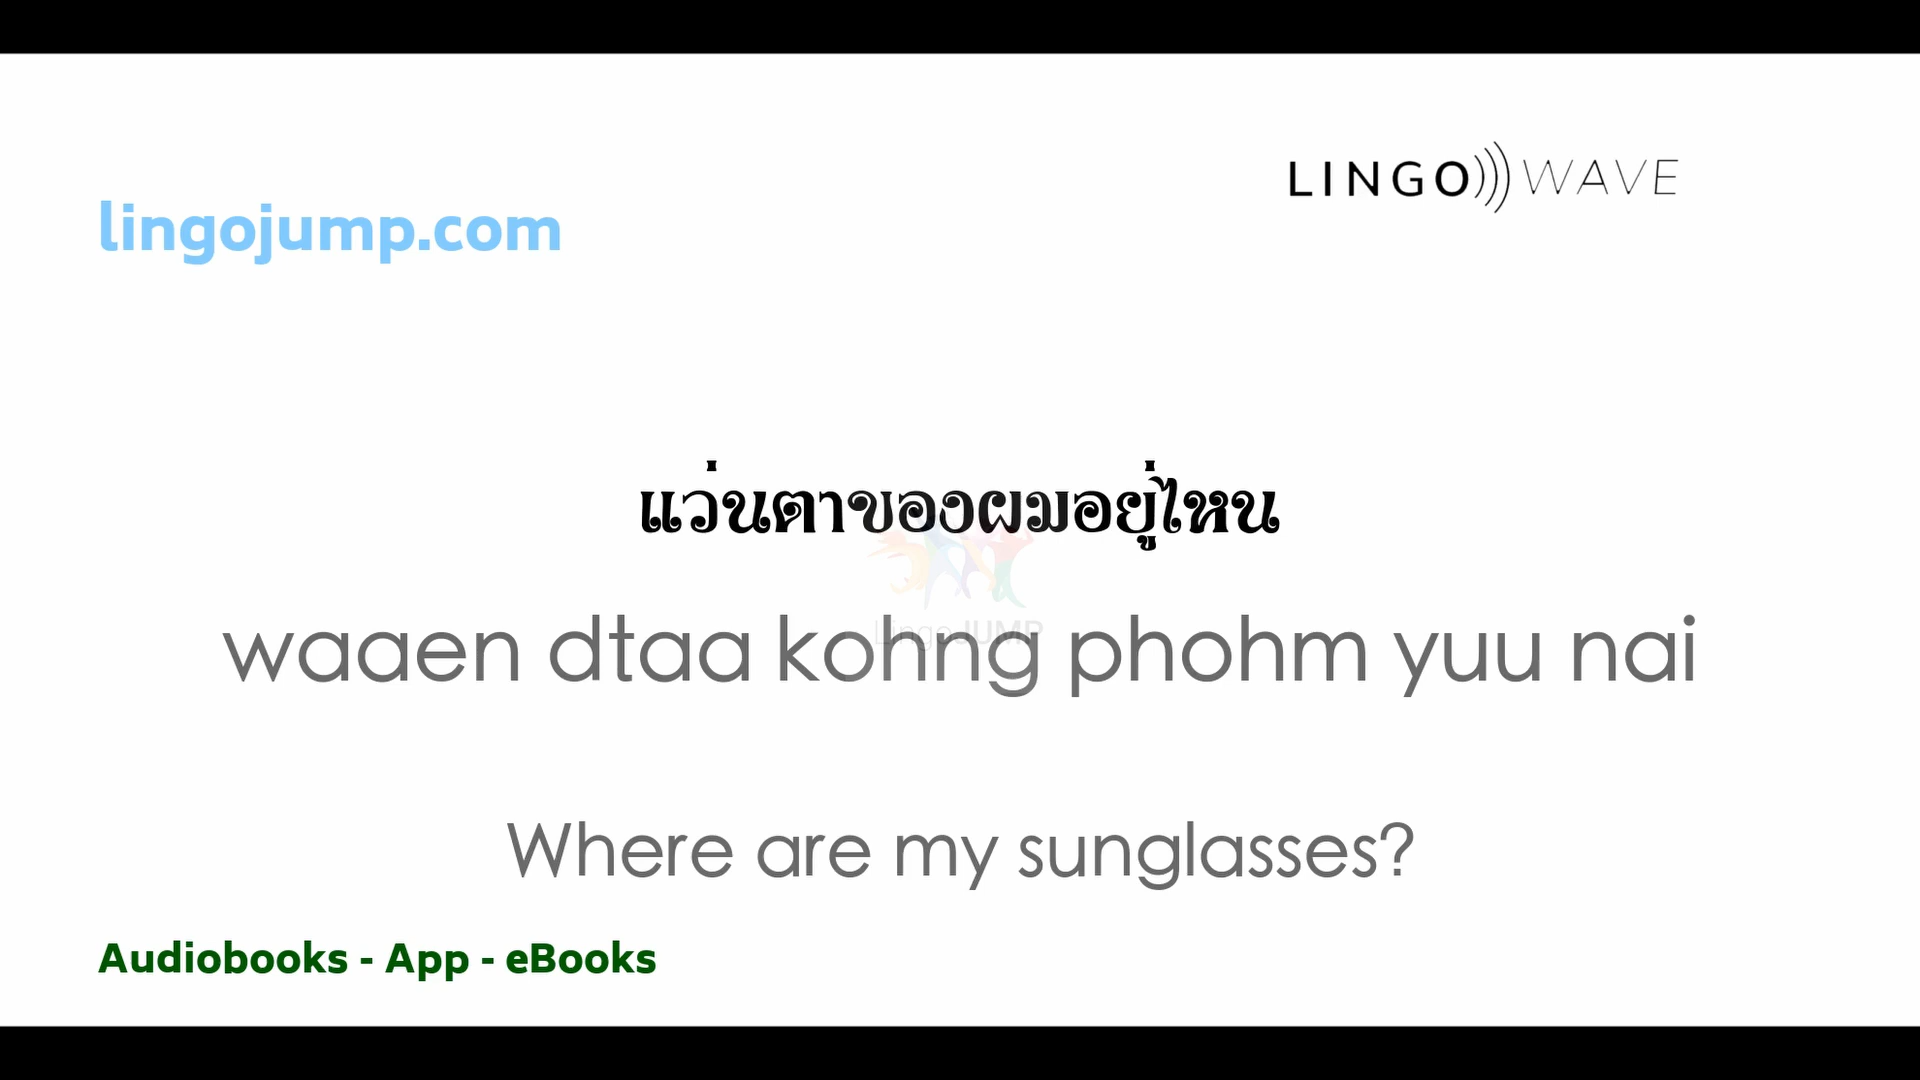 LINGO WAVE
lingojump.com
แว่นตาของผมอยู่ไหน
waaen dtaa kohng phohm yuu nai
LingoJUMP
Where are my sunglasses?
Audiobooks - App - eBooks